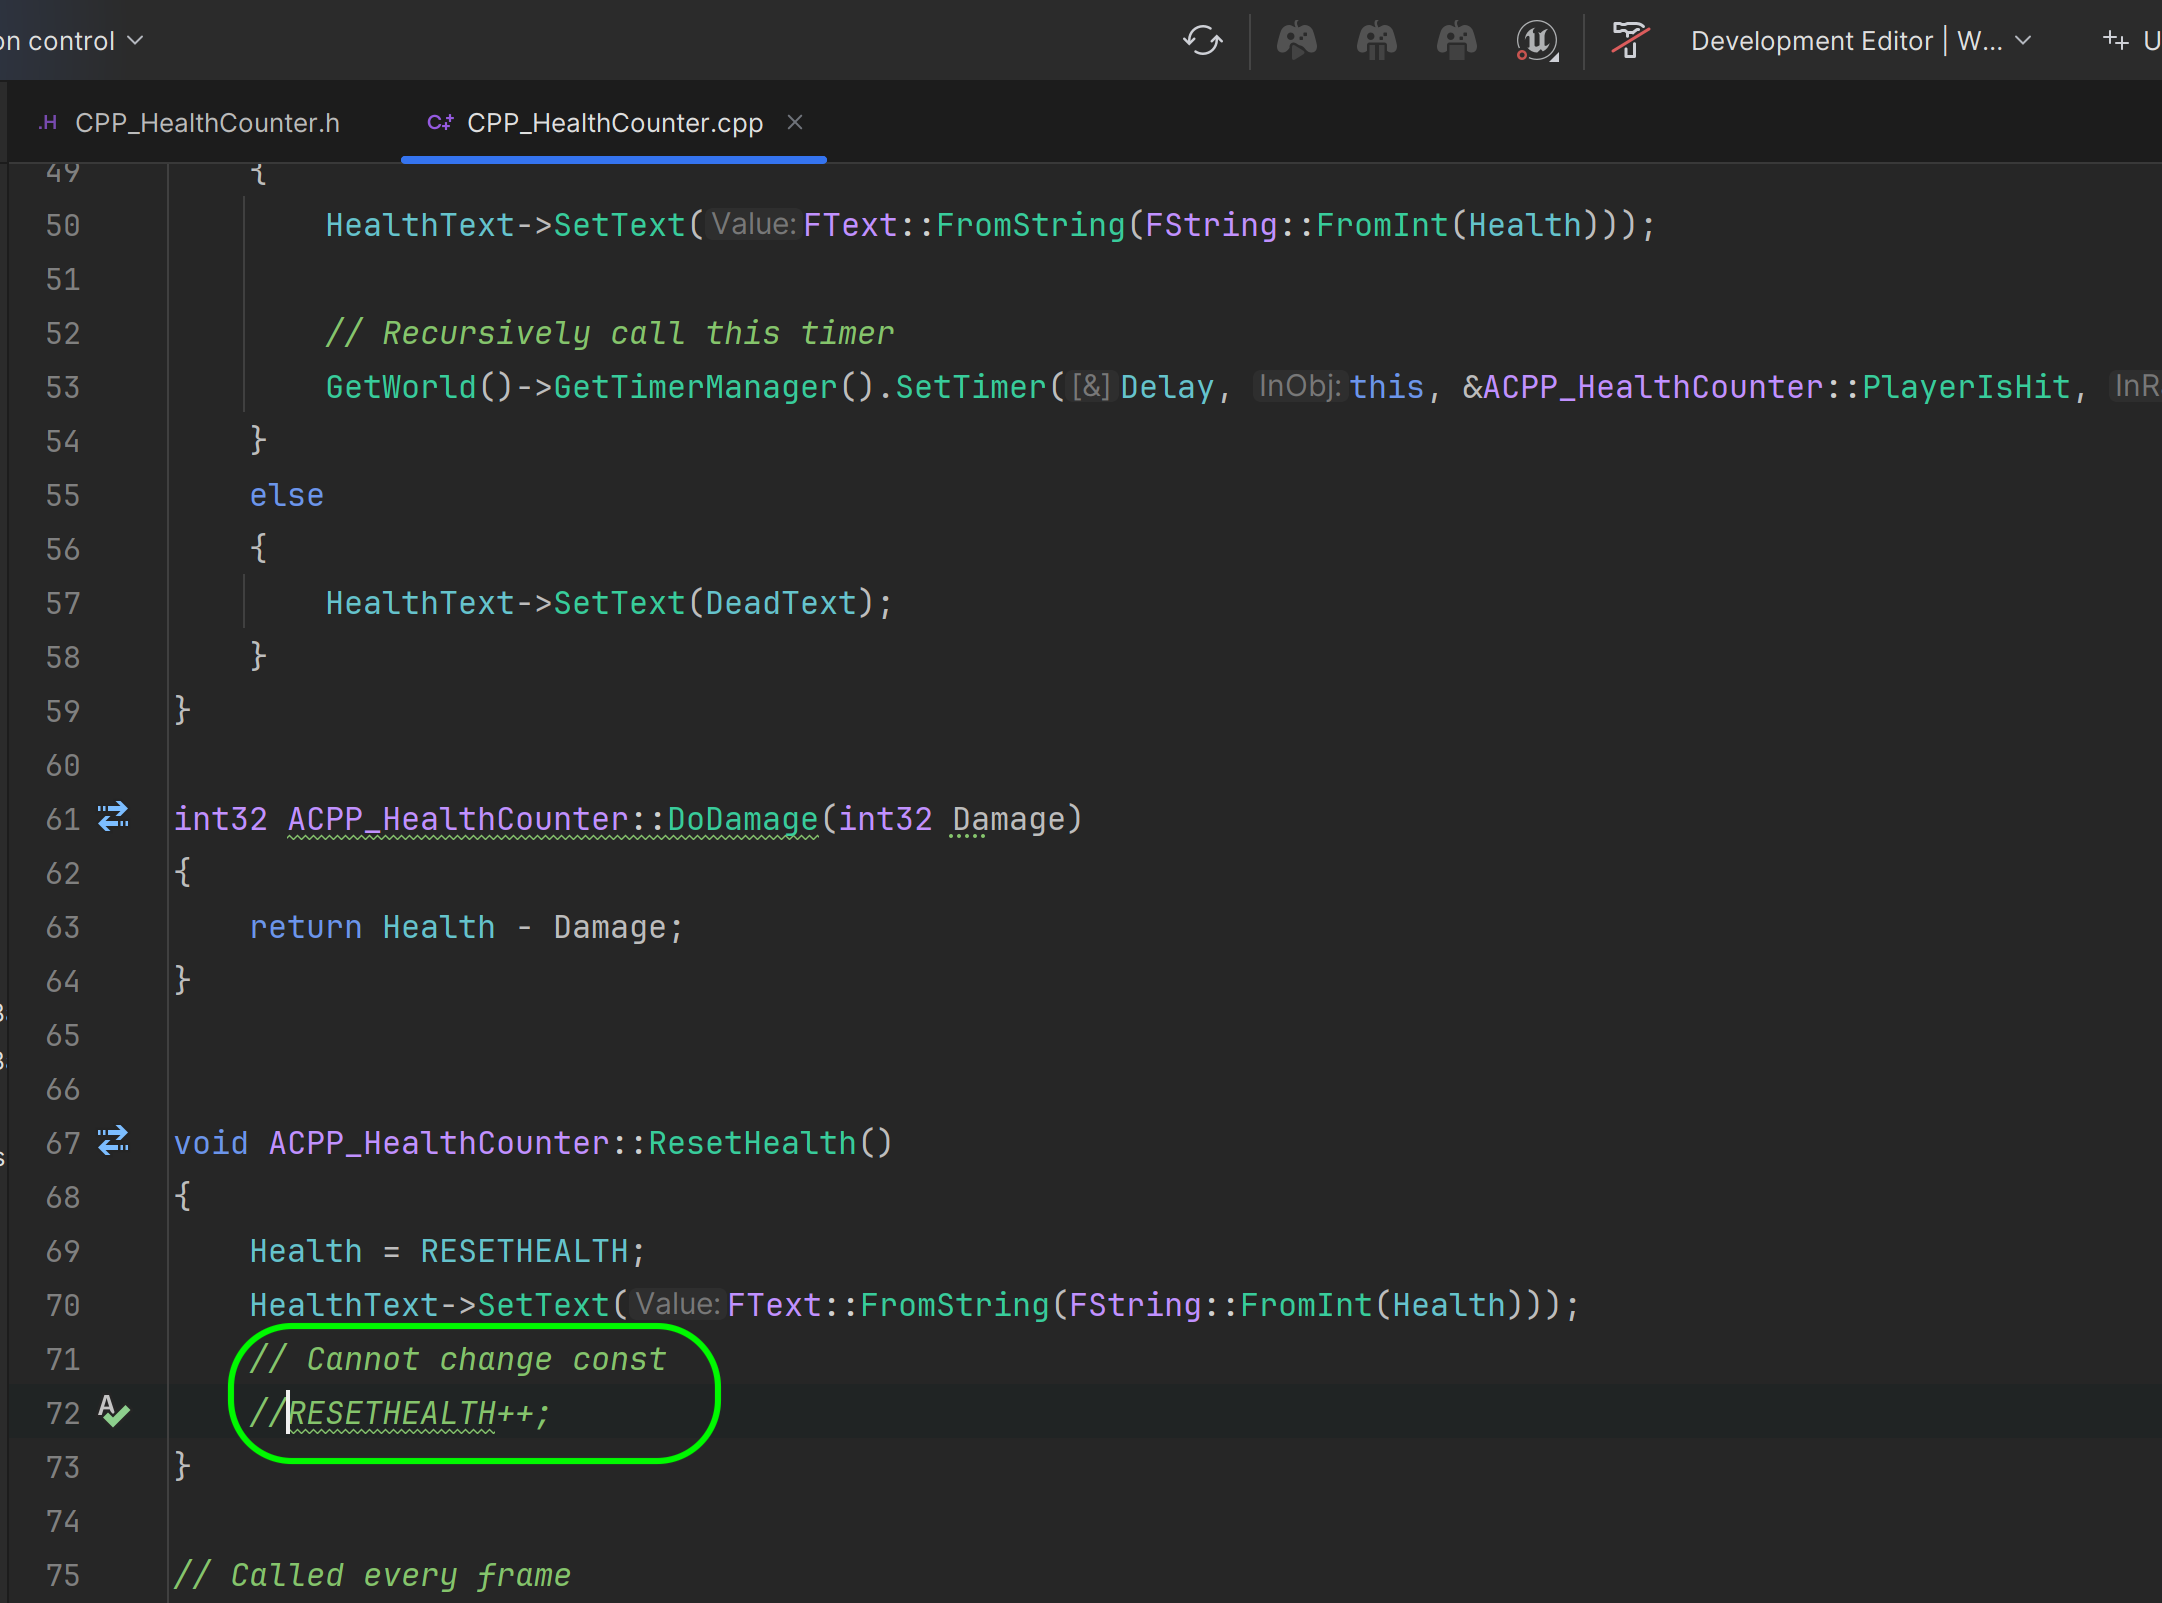 on control
Development Editor | W...
U
.H CPP_HealthCounter.h
C++ CPP_HealthCounter.cpp
49 {
50 HealthText->SetText( Value: FText::FromString(FString::FromInt(Health)));
51
52 // Recursively call this timer
53 GetWorld()->GetTimerManager().SetTimer( [&] Delay, InObj: this, &ACPP_HealthCounter::PlayerIsHit, InR
54 }
55 else
56 {
57 HealthText->SetText(DeadText);
58 }
59 }
60
61 int32 ACPP_HealthCounter::DoDamage(int32 Damage)
62 {
63 return Health - Damage;
64 }
65
66
67 void ACPP_HealthCounter::ResetHealth()
68 {
69 Health = RESETHEALTH;
70 HealthText->SetText( Value: FText::FromString(FString::FromInt(Health)));
71 // Cannot change const
72 //RESETHEALTH++;
73 }
74
75 // Called every frame